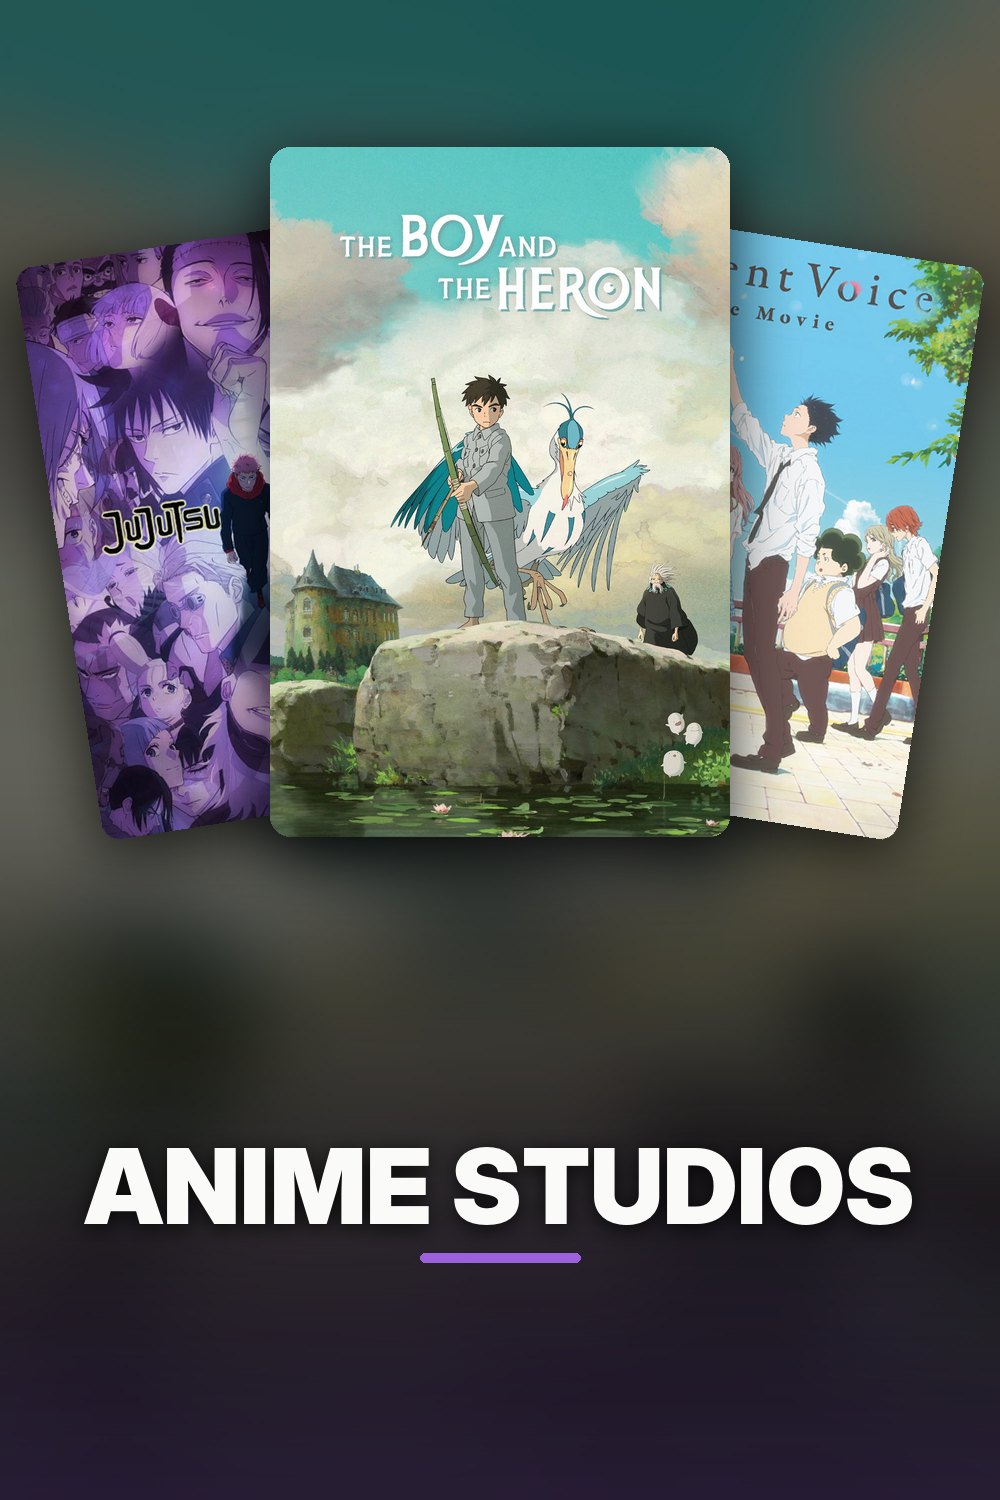 THE BOY AND
THE HERON
JUJUTSU
ent Voice
e Movie
ANIME STUDIOS